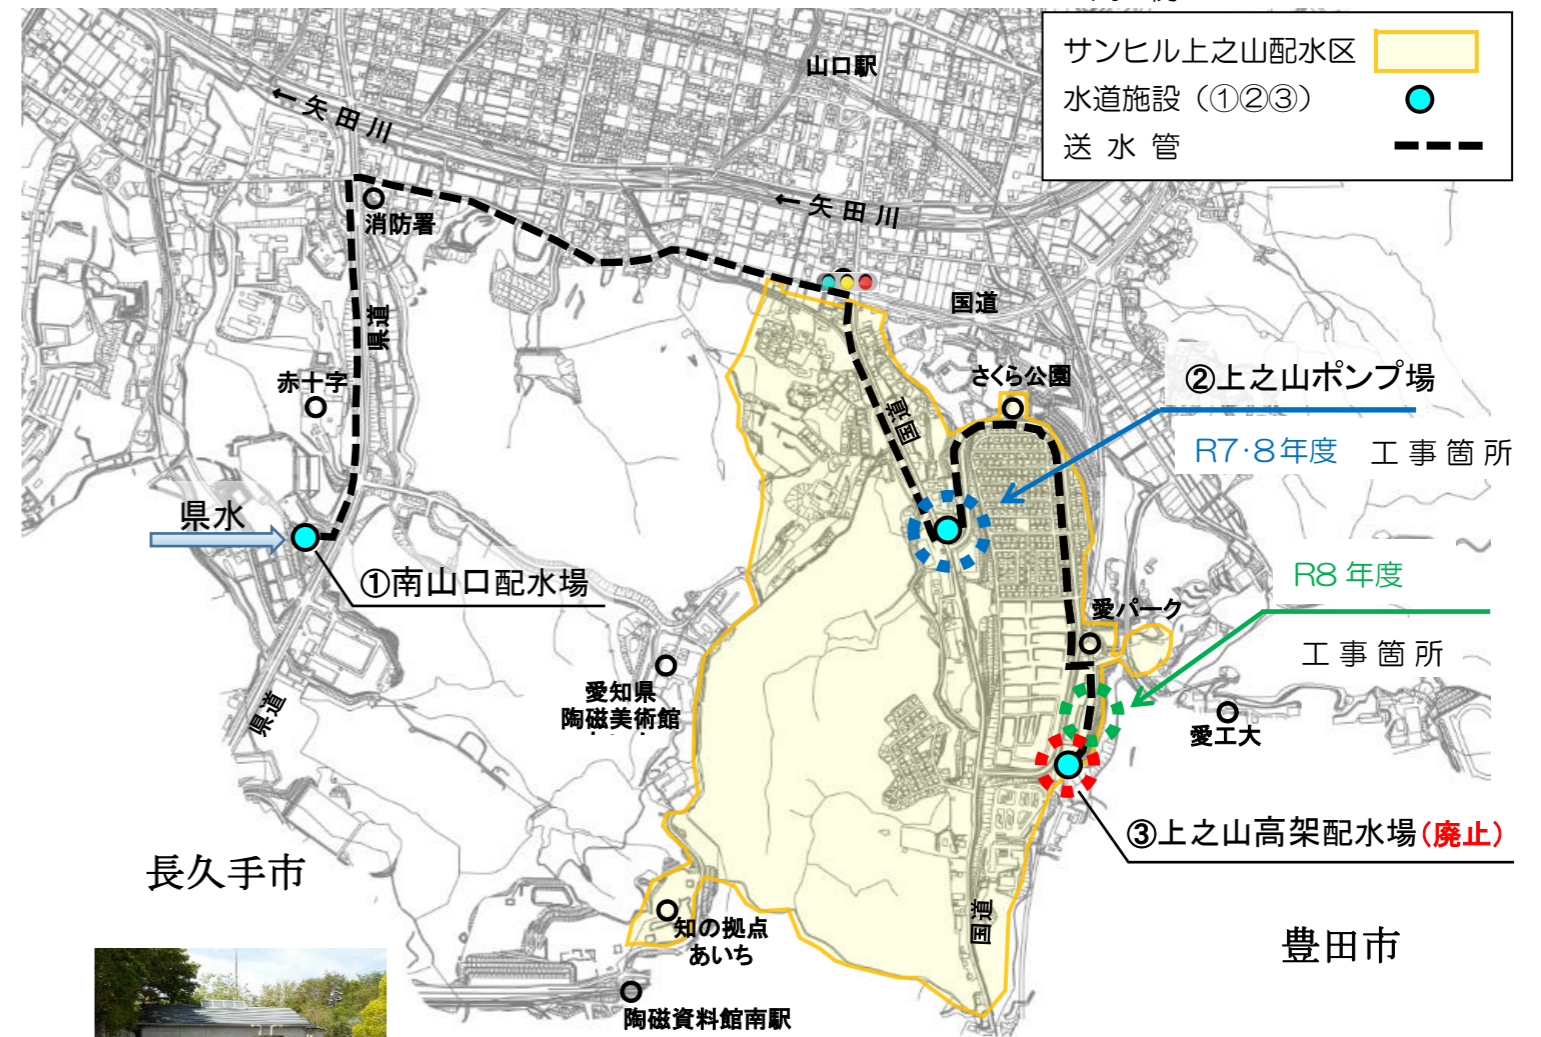 サンヒル上之山配水区
水道施設（①②③）
送水管
山口駅
←矢田川
←矢田川
消防署
県道
国道
赤十字
さくら公園
②上之山ポンプ場
国道
R7・8年度 工事箇所
県水
①南山口配水場
R8年度
愛パーク
工事箇所
愛知県
陶磁美術館
県道
愛工大
③上之山高架配水場(廃止)
長久手市
国道
知の拠点
あいち
豊田市
陶磁資料館南駅